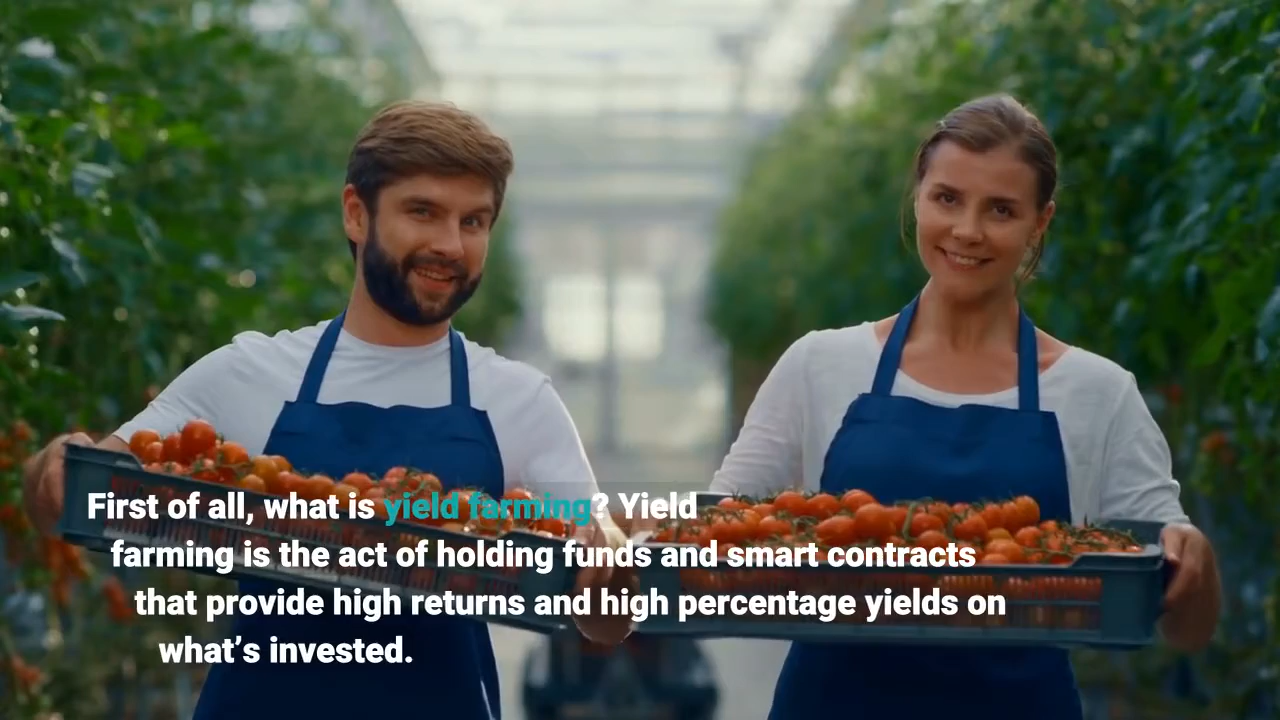 First of all, what is yield farming? Yield
farming is the act of holding funds and smart contracts
that provide high returns and high percentage yields on
what’s invested.